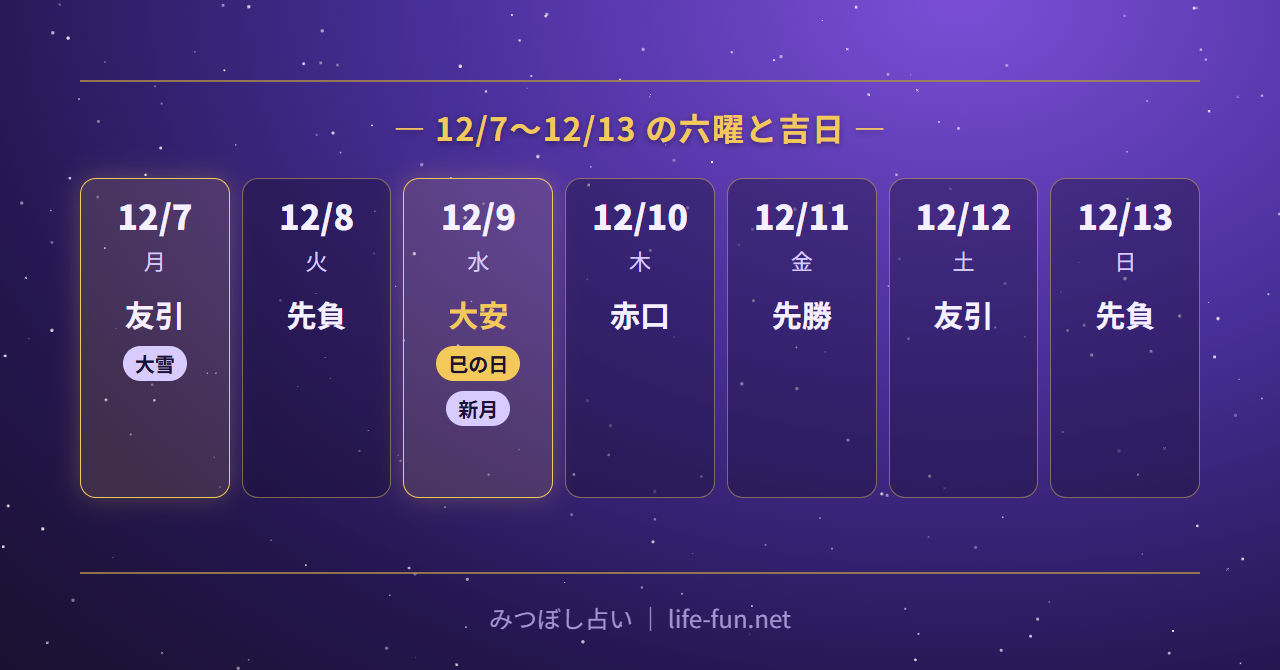 ― 12/7〜12/13 の六曜と吉日 ―
12/7
月
友引
大雪
12/8
火
先負
12/9
水
大安
巳の日
新月
12/10
木
赤口
12/11
金
先勝
12/12
土
友引
12/13
日
先負
みつぼし占い ｜ life-fun.net